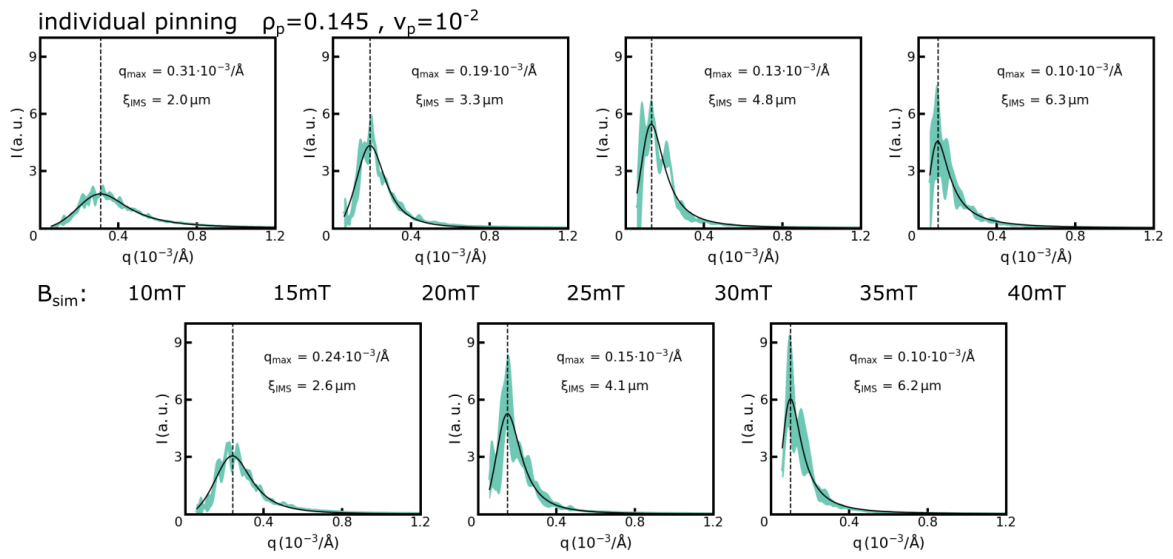 individual pinning ρₚ=0.145 , vₚ=10⁻²
9
6
3
0
0.4
0.8
1.2
I (a. u.)
q (10⁻³/Å)
qₘₐₓ = 0.31·10⁻³/Å
ξIMS = 2.0 μm
9
6
3
0
0.4
0.8
1.2
I (a. u.)
q (10⁻³/Å)
qₘₐₓ = 0.19·10⁻³/Å
ξIMS = 3.3 μm
9
6
3
0
0.4
0.8
1.2
I (a. u.)
q (10⁻³/Å)
qₘₐₓ = 0.13·10⁻³/Å
ξIMS = 4.8 μm
9
6
3
0
0.4
0.8
1.2
I (a. u.)
q (10⁻³/Å)
qₘₐₓ = 0.10·10⁻³/Å
ξIMS = 6.3 μm
Bsim: 10mT 15mT 20mT 25mT 30mT 35mT 40mT
9
6
3
0
0.4
0.8
1.2
I (a. u.)
q (10⁻³/Å)
qₘₐₓ = 0.24·10⁻³/Å
ξIMS = 2.6 μm
9
6
3
0
0.4
0.8
1.2
I (a. u.)
q (10⁻³/Å)
qₘₐₓ = 0.15·10⁻³/Å
ξIMS = 4.1 μm
9
6
3
0
0.4
0.8
1.2
I (a. u.)
q (10⁻³/Å)
qₘₐₓ = 0.10·10⁻³/Å
ξIMS = 6.2 μm